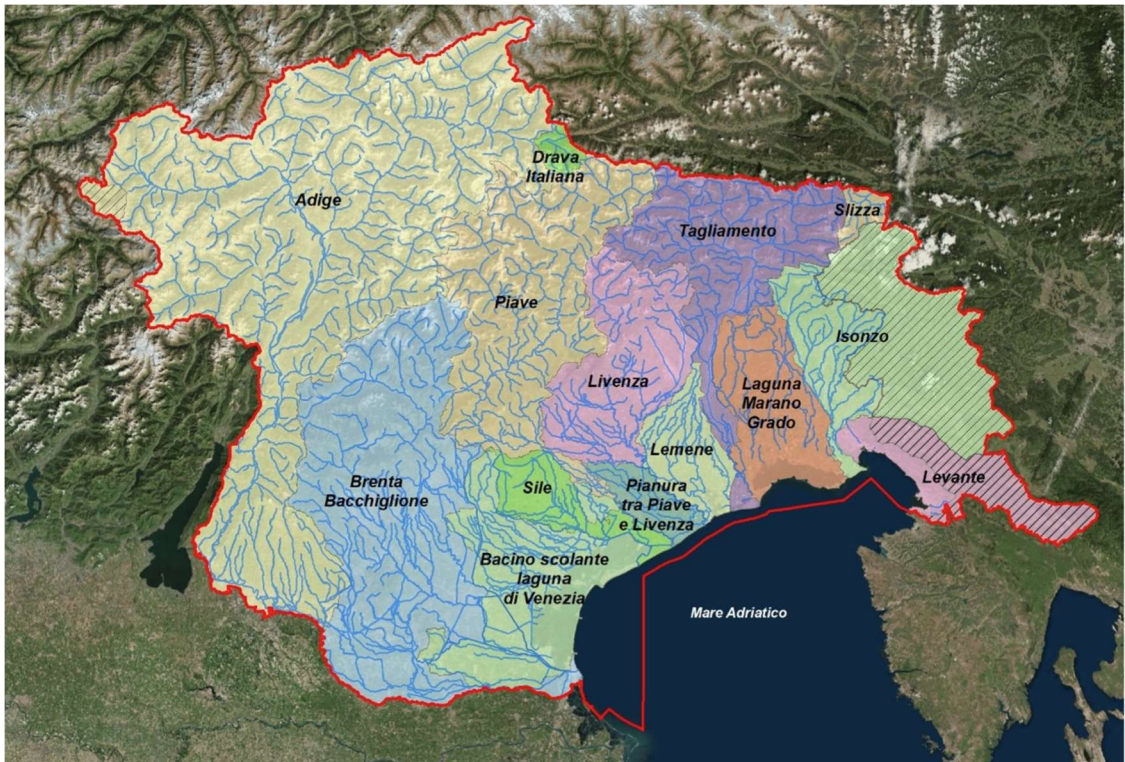 Drava
Italiana
Adige
Slizza
Tagliamento
Piave
Isonzo
Livenza
Laguna
Marano
Grado
Lemene
Levante
Brenta
Bacchiglione
Sile
Pianura
tra Piave
e Livenza
Bacino scolante
laguna
di Venezia
Mare Adriatico